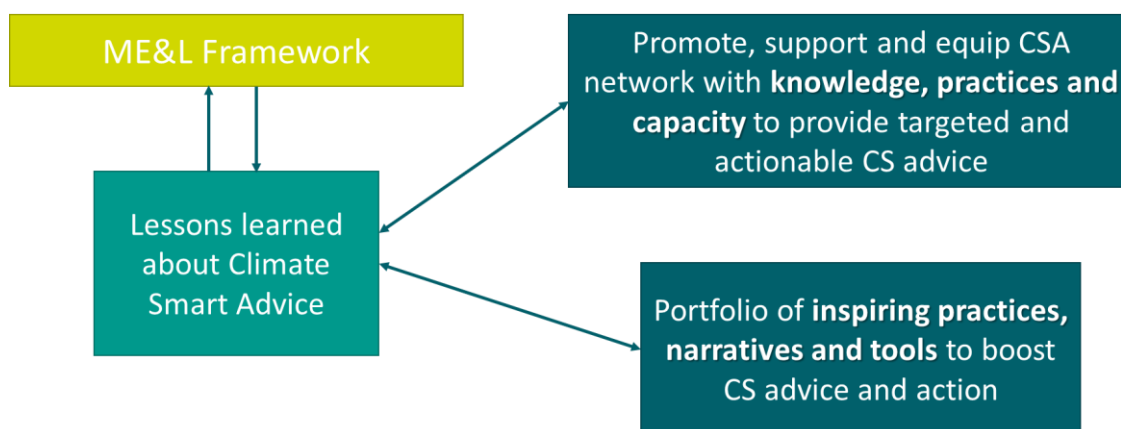 ME&L Framework
Lessons learned
about Climate
Smart Advice
Promote, support and equip CSA
network with knowledge, practices and
capacity to provide targeted and
actionable CS advice
Portfolio of inspiring practices,
narratives and tools to boost
CS advice and action